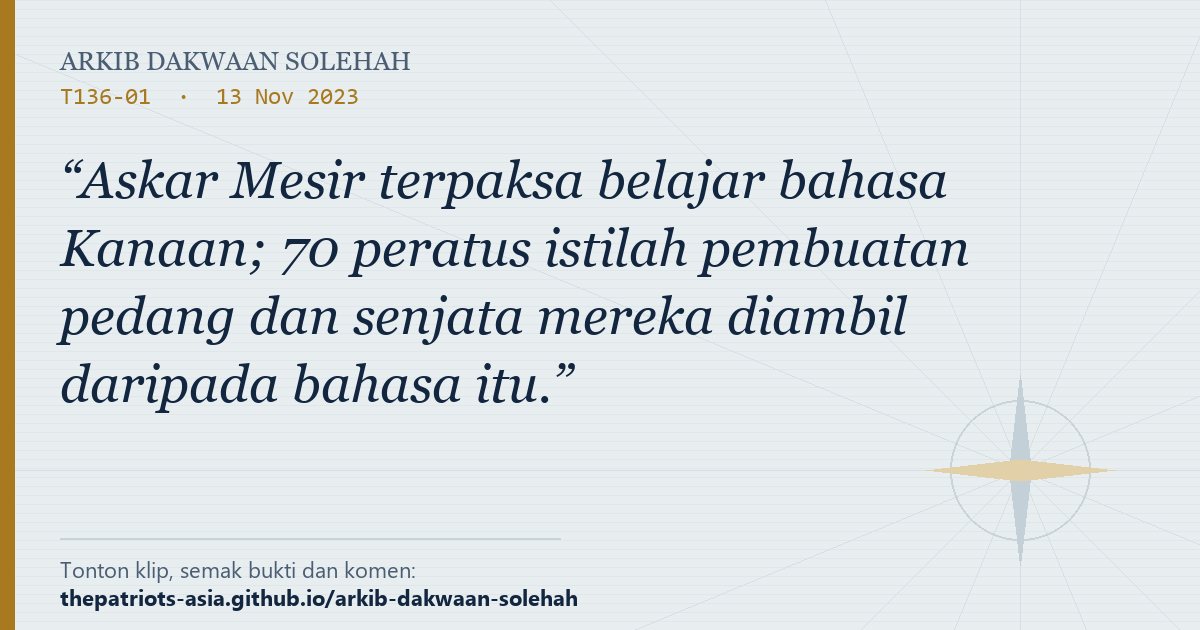 ARKIB DAKWAAN SOLEHAH
T136-01 · 13 Nov 2023
“Askar Mesir terpaksa belajar bahasa
Kanaan; 70 peratus istilah pembuatan
pedang dan senjata mereka diambil
daripada bahasa itu.”
Tonton klip, semak bukti dan komen:
thepatriots-asia.github.io/arkib-dakwaan-solehah